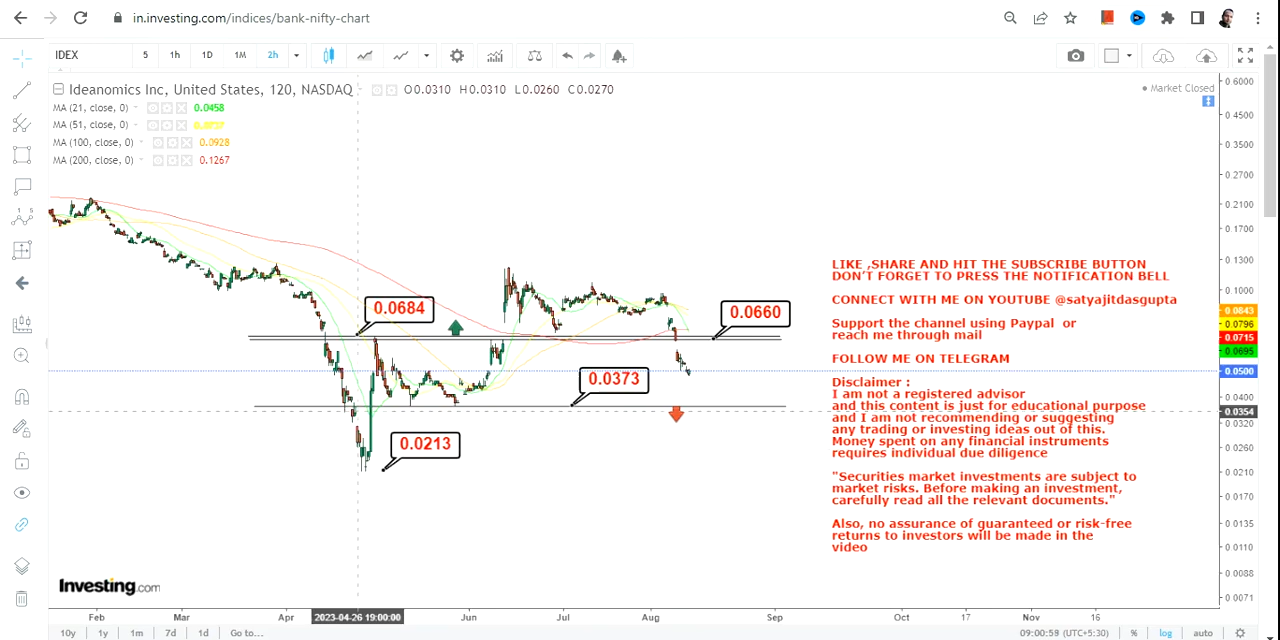 in.investing.com/indices/bank-nifty-chart
IDEX 5 1h 1D 1M 2h
Ideanomics Inc, United States, 120, NASDAQ O0.0310 H0.0310 L0.0260 C0.0270
Market Closed
MA (21, close, 0) 0.0458
MA (51, close, 0)
MA (100, close, 0) 0.0928
MA (200, close, 0) 0.1267
0.6000
0.4500
0.3500
0.2700
0.2100
0.1700
0.1300
0.1000
0.0843
0.0796
0.0715
0.0695
0.0500
0.0400
0.0354
0.0320
0.0260
0.0210
0.0170
0.0135
0.0110
0.0088
0.0071
0.0684
0.0660
0.0373
0.0213
LIKE ,SHARE AND HIT THE SUBSCRIBE BUTTON
DON'T FORGET TO PRESS THE NOTIFICATION BELL
CONNECT WITH ME ON YOUTUBE @satyajitdasgupta
Support the channel using Paypal or
reach me through mail
FOLLOW ME ON TELEGRAM
Disclaimer :
I am not a registered advisor
and this content is just for educational purpose
and I am not recommending or suggesting
any trading or investing ideas out of this.
Money spent on any financial instruments
requires individual due diligence
"Securities market investments are subject to
market risks. Before making an investment,
carefully read all the relevant documents."
Also, no assurance of guaranteed or risk-free
returns to investors will be made in the
video
Investing.com
Feb Mar Apr 2023-04-26 19:00:00 Jun Jul Aug Sep Oct 17 Nov 16
10y 1y 1m 7d 1d Go to... 09:00:59 (UTC+5:30) % log auto